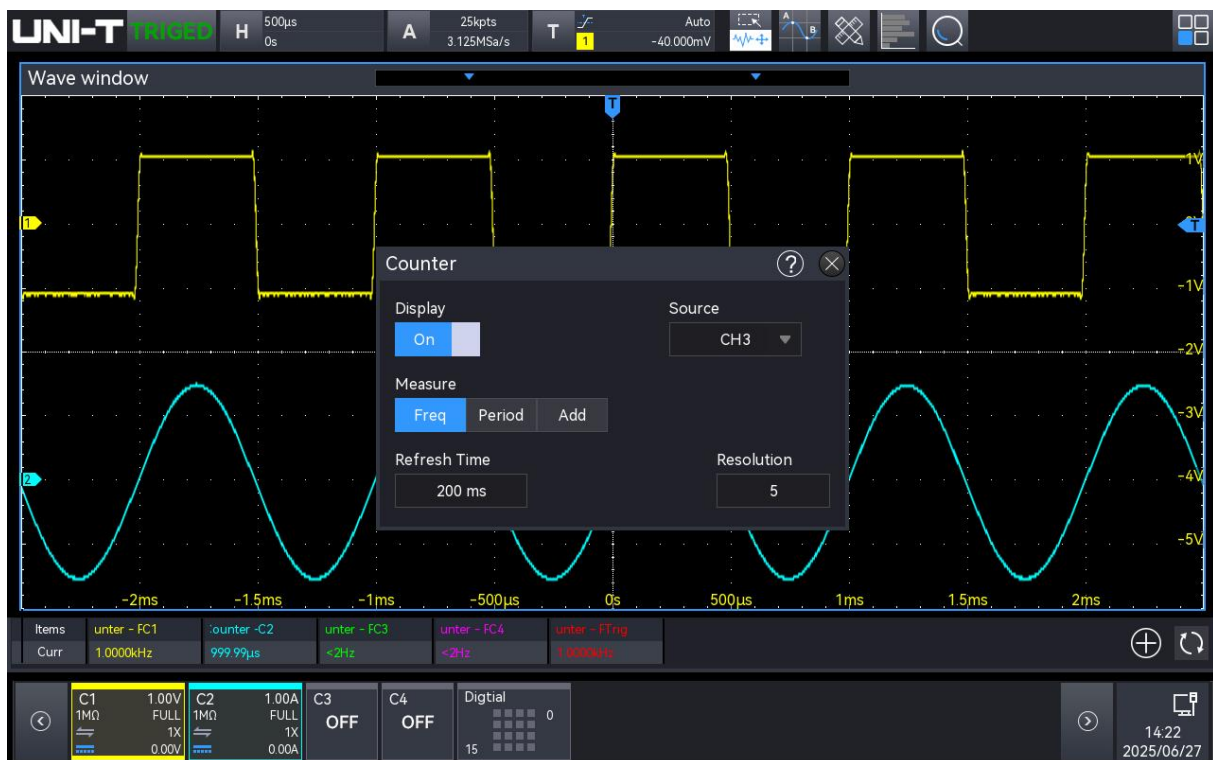 UNI-T TRIGED H 500μs 0s A 25kpts 3.125MSa/s T 1 Auto -40.000mV A B
Wave window
T
1V
1
0V T
-1V
-2V
-3V
2
-4V
-5V
-2ms -1.5ms -1ms -500μs 0s 500μs 1ms 1.5ms 2ms
Counter ?
Display Source
On CH3
Measure
Freq Period Add
Refresh Time Resolution
200 ms 5
Items unter - FC1 :ounter -C2 unter - FC3 unter - FC4 unter - FTrig
Curr 1.0000kHz 999.99μs <2Hz <2Hz 1.0000kHz
C1 1.00V C2 1.00A C3 C4 Digtial
1MΩ FULL 1MΩ FULL OFF OFF 0
1X 1X
0.00V 0.00A 15
14:22
2025/06/27